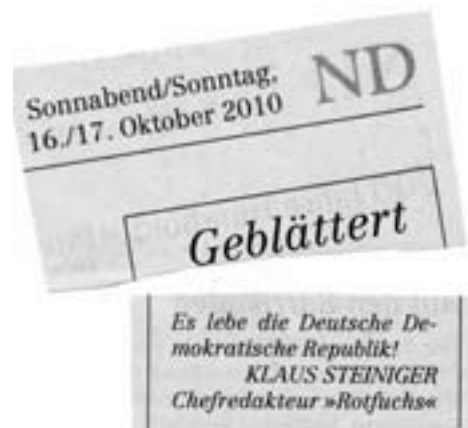 Sonnabend/Sonntag, ND
16./17. Oktober 2010
Geblättert
Es lebe die Deutsche De-
mokratische Republik!
KLAUS STEINIGER
Chefredakteur »Rotfuchs«